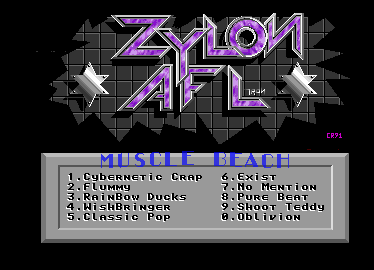 ZYLON
AFL
CR91
MUSCLE BEACH
1.Cybernetic Crap 6.Exist
2.Flummy 7.No Mention
3.RainBow Ducks 8.Pure Beat
4.WishBringer 9.Shoot Teddy
5.Classic Pop 0.Oblivion